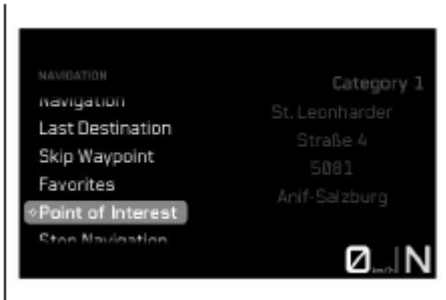 NAVIGATION
Navigation
Last Destination
Skip Waypoint
Favorites
Point of Interest
Stop Navigation
Category 1
St. Leonharder
Straße 4
5081
Anif-Salzburg
0 km/h N